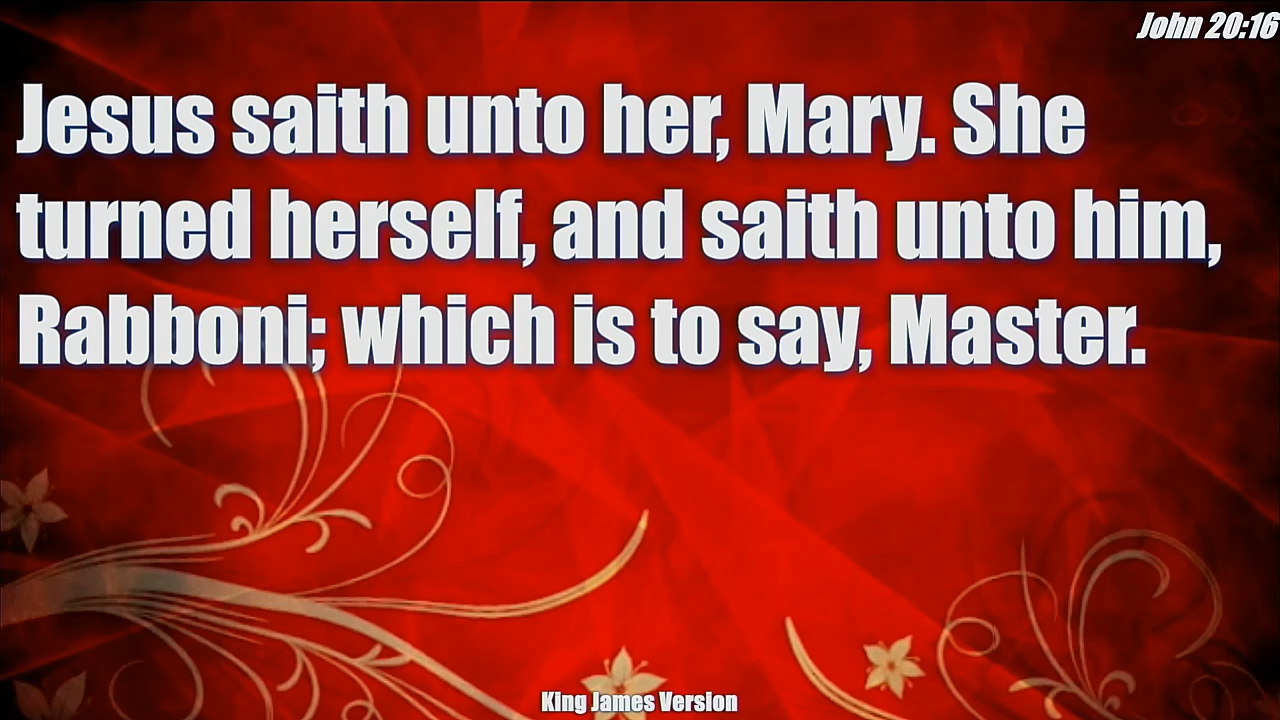 John 20:16
Jesus saith unto her, Mary. She
turned herself, and saith unto him,
Rabboni; which is to say, Master.
King James Version